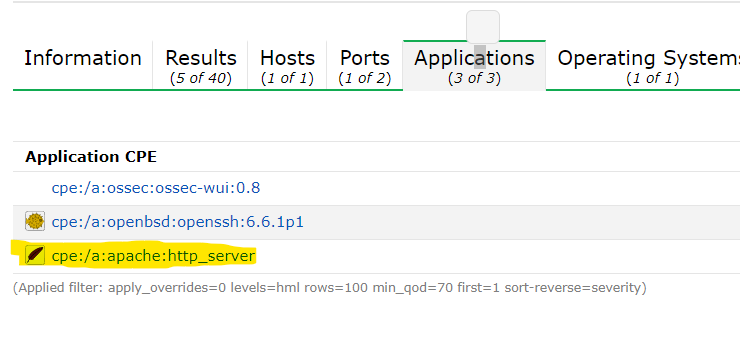 Information Results Hosts Ports Applications Operating Systems
(5 of 40) (1 of 1) (1 of 2) (3 of 3) (1 of 1)
Application CPE
cpe:/a:ossec:ossec-wui:0.8
cpe:/a:openbsd:openssh:6.6.1p1
cpe:/a:apache:http_server
(Applied filter: apply_overrides=0 levels=hml rows=100 min_qod=70 first=1 sort-reverse=severity)